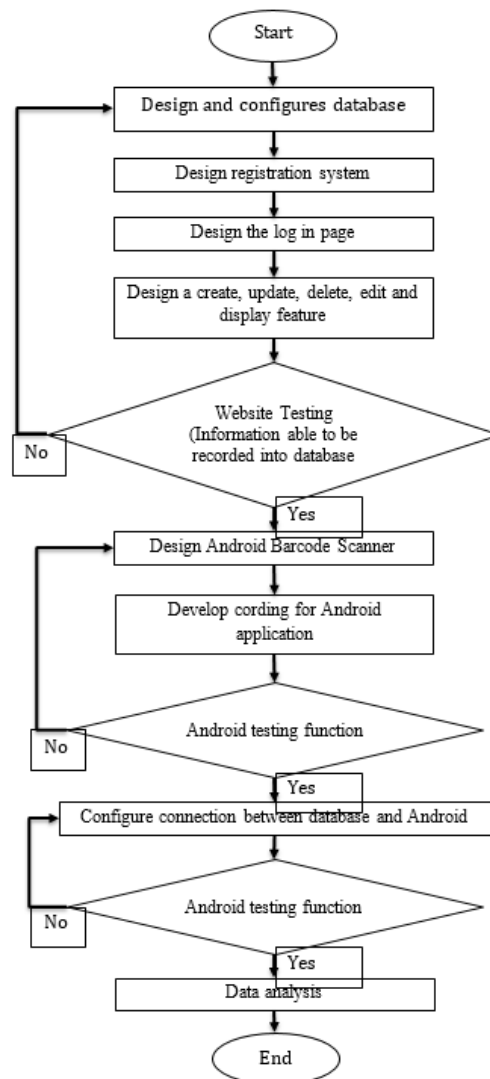 Start
Design and configures database
Design registration system
Design the log in page
Design a create, update, delete, edit and
display feature
Website Testing
(Information able to be
recorded into database
No
Yes
Design Android Barcode Scanner
Develop cording for Android
application
Android testing function
No
Yes
Configure connection between database and Android
Android testing function
No
Yes
Data analysis
End